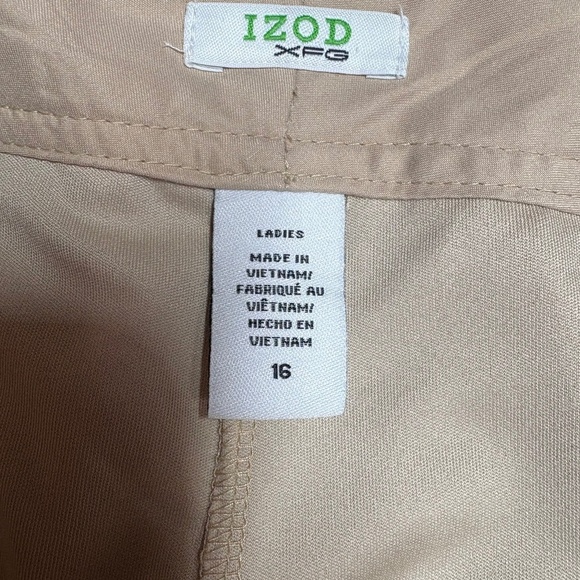 IZOD
XFG
LADIES
MADE IN
VIETNAM/
FABRIQUÉ AU
VIÊTNAM/
HECHO EN
VIETNAM
16